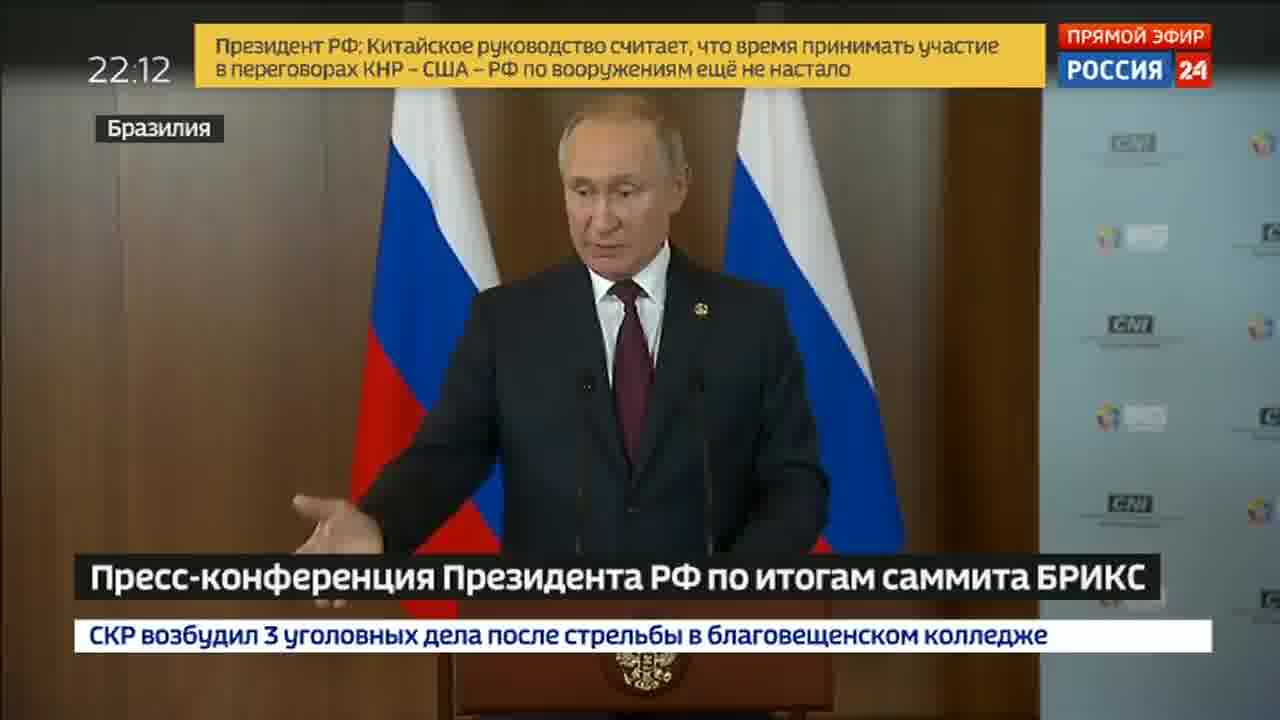 22:12
Президент РФ: Китайское руководство считает, что время принимать участие
в переговорах КНР – США – РФ по вооружениям ещё не настало
ПРЯМОЙ ЭФИР
РОССИЯ 24
Бразилия
CNI
CNI
CNI
Пресс-конференция Президента РФ по итогам саммита БРИКС
СКР возбудил 3 уголовных дела после стрельбы в благовещенском колледже